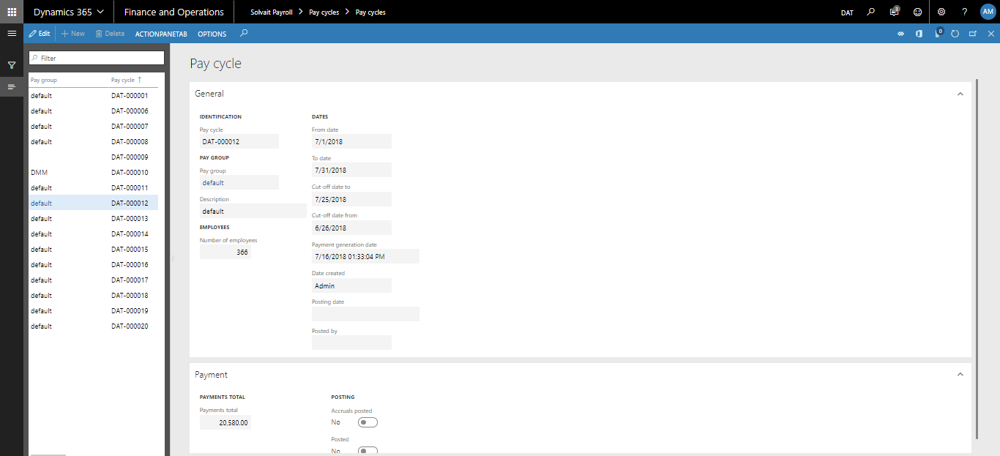 Dynamics 365 Finance and Operations Solvait Payroll > Pay cycles > Pay cycles DAT 3 ? AM
Edit New Delete ACTIONPANETAB OPTIONS 0
Filter
Pay group Pay cycle ↑
default DAT-000001
default DAT-000006
default DAT-000007
default DAT-000008
DAT-000009
DMM DAT-000010
default DAT-000011
default DAT-000012
default DAT-000013
default DAT-000014
default DAT-000015
default DAT-000016
default DAT-000017
default DAT-000018
default DAT-000019
default DAT-000020
Pay cycle
General
IDENTIFICATION
Pay cycle
DAT-000012
PAY GROUP
Pay group
default
Description
default
EMPLOYEES
Number of employees
366
DATES
From date
7/1/2018
To date
7/31/2018
Cut-off date to
7/25/2018
Cut-off date from
6/26/2018
Payment generation date
7/16/2018 01:33:04 PM
Date created
Admin
Posting date
Posted by
Payment
PAYMENTS TOTAL
Payments total
20,580.00
POSTING
Accruals posted
No
Posted
No